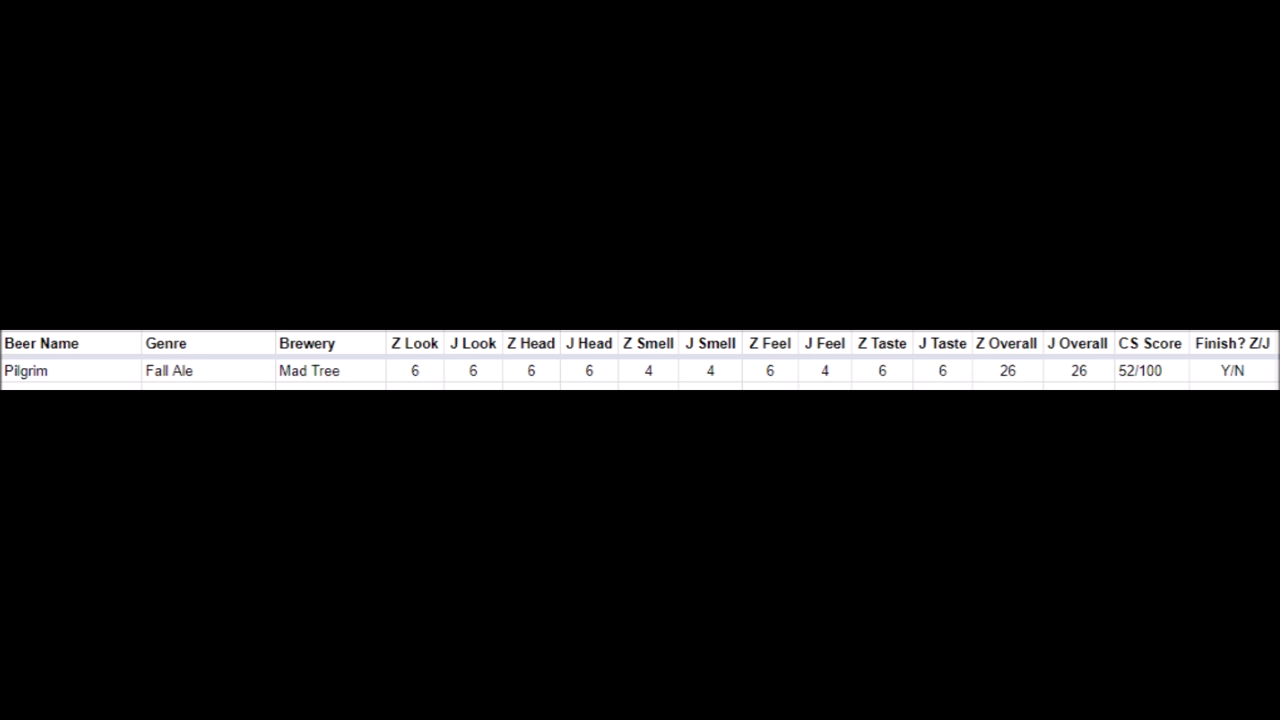 Beer Name Genre Brewery Z Look J Look Z Head J Head Z Smell J Smell Z Feel J Feel Z Taste J Taste Z Overall J Overall CS Score Finish? Z/J
Pilgrim Fall Ale Mad Tree 6 6 6 6 4 4 6 4 6 6 26 26 52/100 Y/N